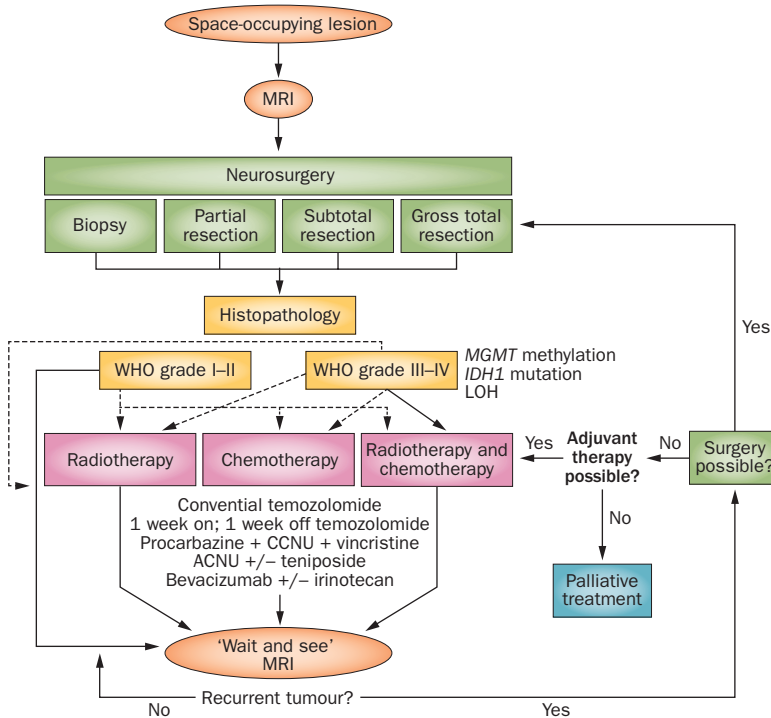 Space-occupying lesion
MRI
Neurosurgery
Biopsy
Partial
resection
Subtotal
resection
Gross total
resection
Histopathology
Yes
WHO grade I–II
WHO grade III–IV
MGMT methylation
IDH1 mutation
LOH
Radiotherapy
Chemotherapy
Radiotherapy and
chemotherapy
Yes
Adjuvant
therapy
possible?
No
Surgery
possible?
Convential temozolomide
1 week on; 1 week off temozolomide
Procarbazine + CCNU + vincristine
ACNU +/– teniposide
Bevacizumab +/– irinotecan
No
Palliative
treatment
'Wait and see'
MRI
Recurrent tumour?
No
Yes